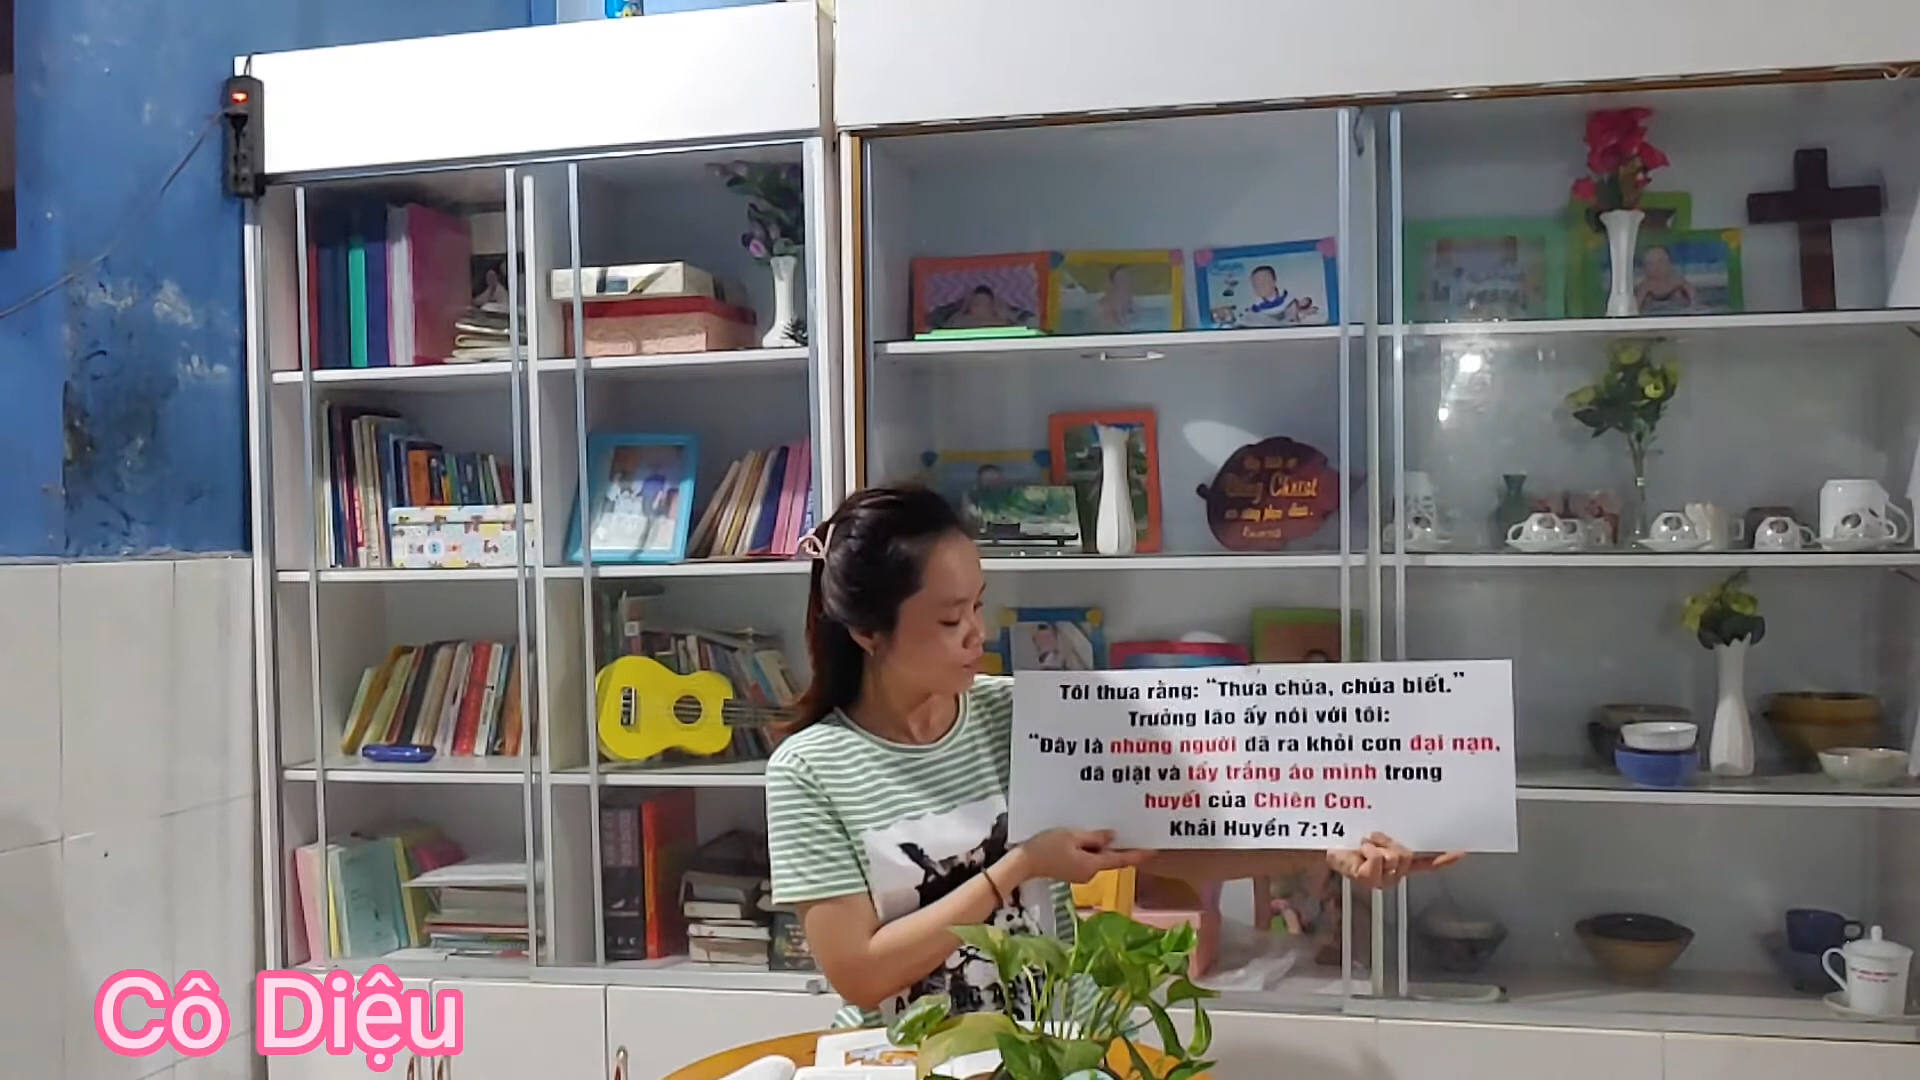 Tôi thưa rằng: “Thưa chúa, chúa biết.”
Trưởng lão ấy nói với tôi:
“Đây là những người đã ra khỏi cơn đại nạn,
đã giặt và tẩy trắng áo mình trong
huyết của Chiên Con.
Khải Huyền 7:14
Cô Diệu